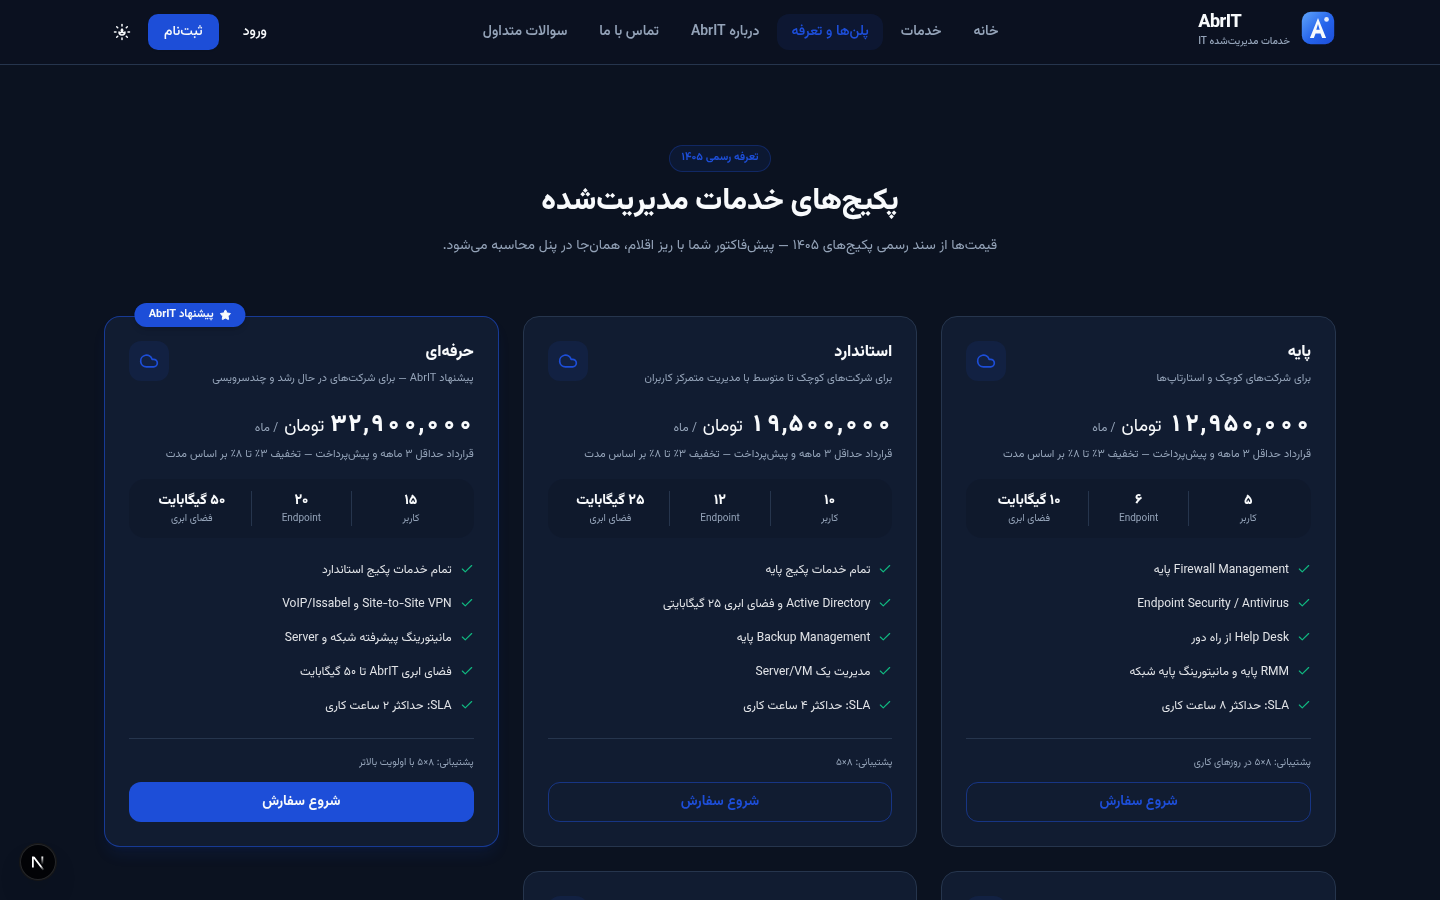 AbrIT
خدمات مدیریت‌شده IT
خانه
خدمات
پلن‌ها و تعرفه
درباره AbrIT
تماس با ما
سوالات متداول
ورود
ثبت‌نام
تعرفه رسمی ۱۴۰۵
پکیج‌های خدمات مدیریت‌شده
قیمت‌ها از سند رسمی پکیج‌های ۱۴۰۵ — پیش‌فاکتور شما با ریز اقلام، همان‌جا در پنل محاسبه می‌شود.
پایه
برای شرکت‌های کوچک و استارتاپ‌ها
۱۲,۹۵۰,۰۰۰ تومان / ماه
قرارداد حداقل ۳ ماهه و پیش‌پرداخت — تخفیف ۳٪ تا ۸٪ بر اساس مدت
۵
کاربر
۶
Endpoint
۱۰ گیگابایت
فضای ابری
Firewall Management پایه
Endpoint Security / Antivirus
Help Desk از راه دور
RMM پایه و مانیتورینگ پایه شبکه
SLA: حداکثر ۸ ساعت کاری
پشتیبانی: ۸×۵ در روزهای کاری
شروع سفارش
استاندارد
برای شرکت‌های کوچک تا متوسط با مدیریت متمرکز کاربران
۱۹,۵۰۰,۰۰۰ تومان / ماه
قرارداد حداقل ۳ ماهه و پیش‌پرداخت — تخفیف ۳٪ تا ۸٪ بر اساس مدت
۱۰
کاربر
۱۲
Endpoint
۲۵ گیگابایت
فضای ابری
تمام خدمات پکیج پایه
Active Directory و فضای ابری ۲۵ گیگابایتی
Backup Management پایه
مدیریت یک Server/VM
SLA: حداکثر ۴ ساعت کاری
پشتیبانی: ۸×۵
شروع سفارش
پیشنهاد AbrIT
حرفه‌ای
پیشنهاد AbrIT — برای شرکت‌های در حال رشد و چندسرویسی
۳۲,۹۰۰,۰۰۰ تومان / ماه
قرارداد حداقل ۳ ماهه و پیش‌پرداخت — تخفیف ۳٪ تا ۸٪ بر اساس مدت
۱۵
کاربر
۲۰
Endpoint
۵۰ گیگابایت
فضای ابری
تمام خدمات پکیج استاندارد
Site-to-Site VPN و VoIP/Issabel
مانیتورینگ پیشرفته شبکه و Server
فضای ابری AbrIT تا ۵۰ گیگابایت
SLA: حداکثر ۲ ساعت کاری
پشتیبانی: ۸×۵ با اولویت بالاتر
شروع سفارش